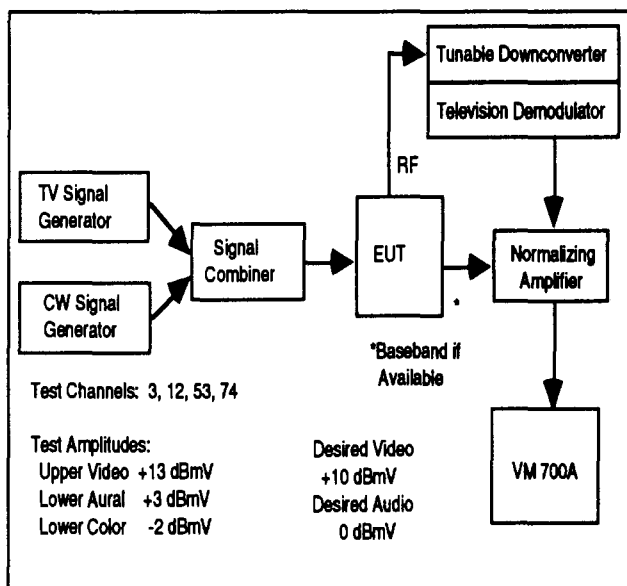 Tunable Downconverter
Television Demodulator
RF
TV Signal
Generator
Signal
Combiner
EUT
Normalizing
Amplifier
CW Signal
Generator
*
*Baseband if
Available
Test Channels: 3, 12, 53, 74
Test Amplitudes:
Upper Video +13 dBmV
Lower Aural +3 dBmV
Lower Color -2 dBmV
Desired Video
+10 dBmV
Desired Audio
0 dBmV
VM 700A